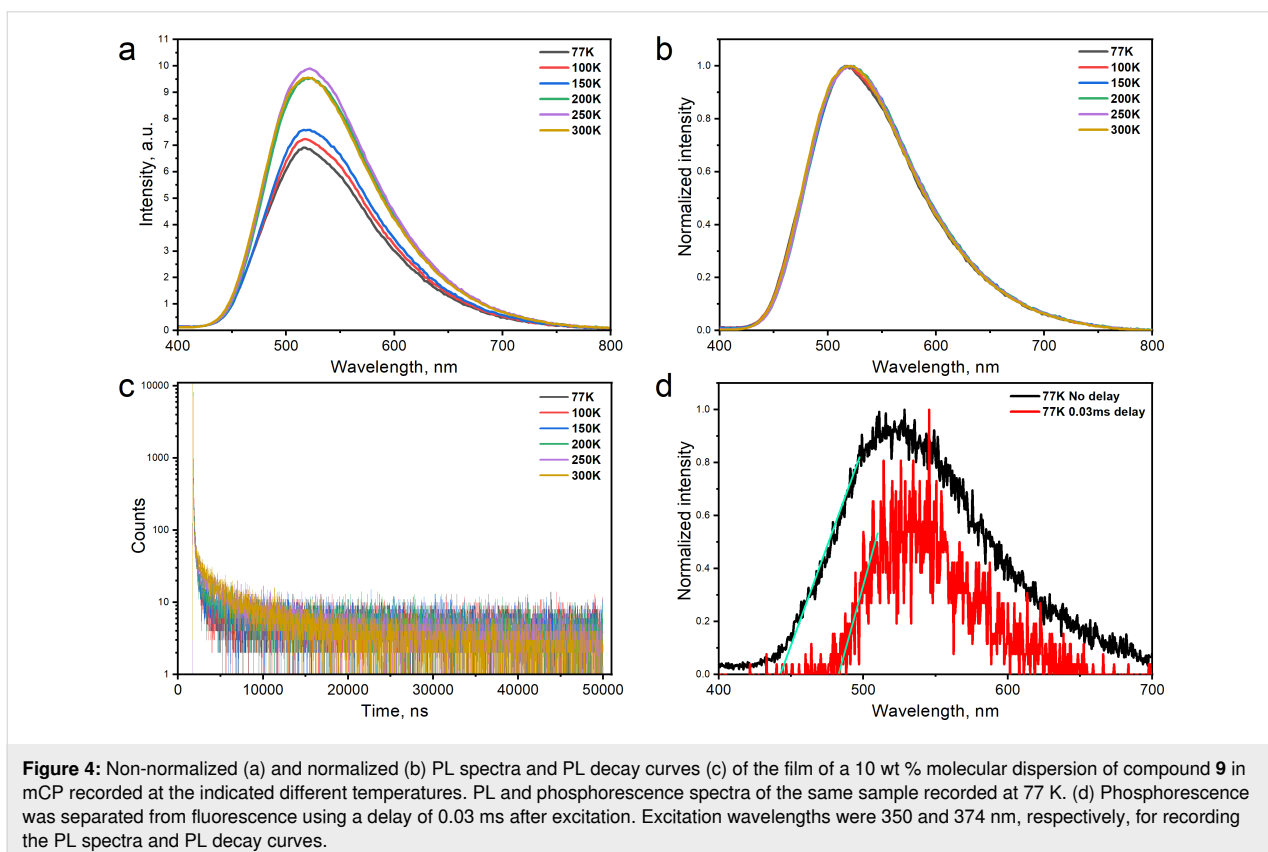 a
11
10
9
8
7
6
5
4
3
2
1
0
Intensity, a.u.
400 500 600 700 800
Wavelength, nm
77K
100K
150K
200K
250K
300K
b
1.0
0.8
0.6
0.4
0.2
0.0
Normalized intensity
400 500 600 700 800
Wavelength, nm
77K
100K
150K
200K
250K
300K
c
10000
1000
100
10
1
Counts
0 10000 20000 30000 40000 50000
Time, ns
77K
100K
150K
200K
250K
300K
d
1.0
0.8
0.6
0.4
0.2
0.0
Normalized intensity
400 500 600 700
Wavelength, nm
77K No delay
77K 0.03ms delay
Figure 4: Non-normalized (a) and normalized (b) PL spectra and PL decay curves (c) of the film of a 10 wt % molecular dispersion of compound 9 in
mCP recorded at the indicated different temperatures. PL and phosphorescence spectra of the same sample recorded at 77 K. (d) Phosphorescence
was separated from fluorescence using a delay of 0.03 ms after excitation. Excitation wavelengths were 350 and 374 nm, respectively, for recording
the PL spectra and PL decay curves.